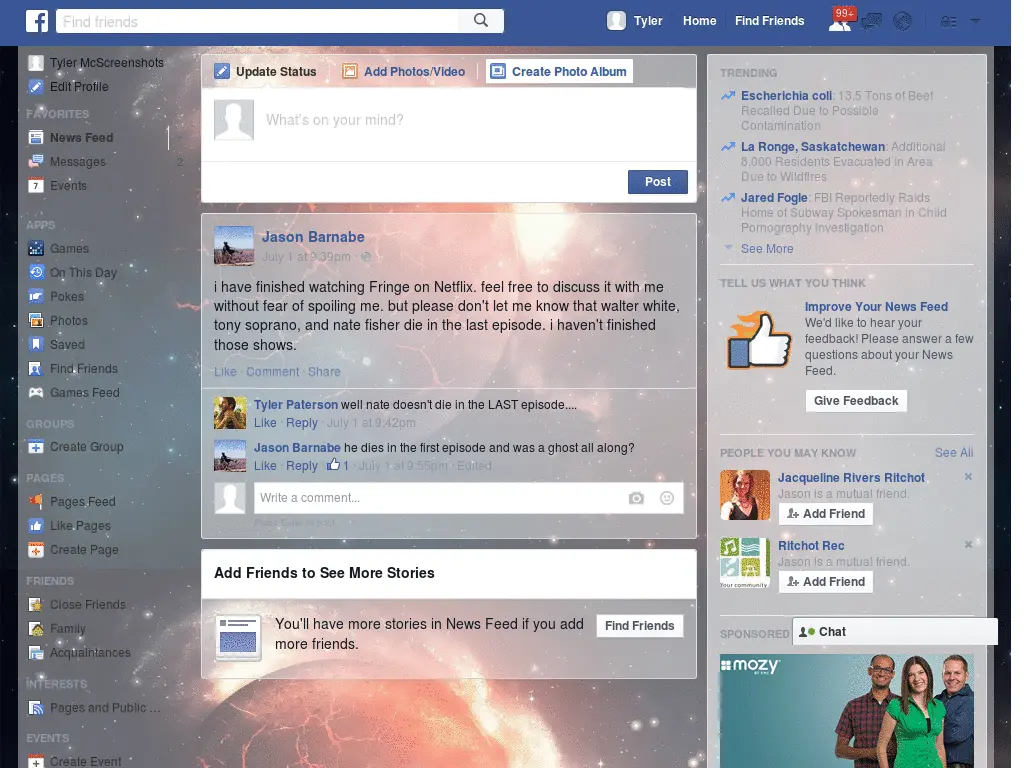 Find friends
Tyler Home Find Friends 99+
Tyler McScreenshots
Edit Profile
FAVORITES
News Feed
Messages 2
Events
APPS
Games
On This Day
Pokes
Photos
Saved
Find Friends
Games Feed
GROUPS
Create Group
PAGES
Pages Feed
Like Pages
Create Page
FRIENDS
Close Friends
Family
Acquaintances
INTERESTS
Pages and Public ...
EVENTS
Create Event
Update Status Add Photos/Video Create Photo Album
What's on your mind?
Post
Jason Barnabe
July 1 at 9:39pm ·
i have finished watching Fringe on Netflix. feel free to discuss it with me
without fear of spoiling me. but please don't let me know that walter white,
tony soprano, and nate fisher die in the last episode. i haven't finished
those shows.
Like · Comment · Share
Tyler Paterson well nate doesn't die in the LAST episode....
Like · Reply · July 1 at 9:42pm
Jason Barnabe he dies in the first episode and was a ghost all along?
Like · Reply · 1 · July 1 at 9:55pm · Edited
Write a comment...
Add Friends to See More Stories
You'll have more stories in News Feed if you add
more friends.
Find Friends
TRENDING
Escherichia coli: 13.5 Tons of Beef
Recalled Due to Possible
Contamination
La Ronge, Saskatchewan: Additional
8,000 Residents Evacuated in Area
Due to Wildfires
Jared Fogle: FBI Reportedly Raids
Home of Subway Spokesman in Child
Pornography Investigation
See More
TELL US WHAT YOU THINK
Improve Your News Feed
We'd like to hear your
feedback! Please answer a few
questions about your News
Feed.
Give Feedback
PEOPLE YOU MAY KNOW See All
Jacqueline Rivers Ritchot
Jason is a mutual friend.
Add Friend
Ritchot Rec
Jason is a mutual friend.
Add Friend
Your community
SPONSORED
Chat
mozy